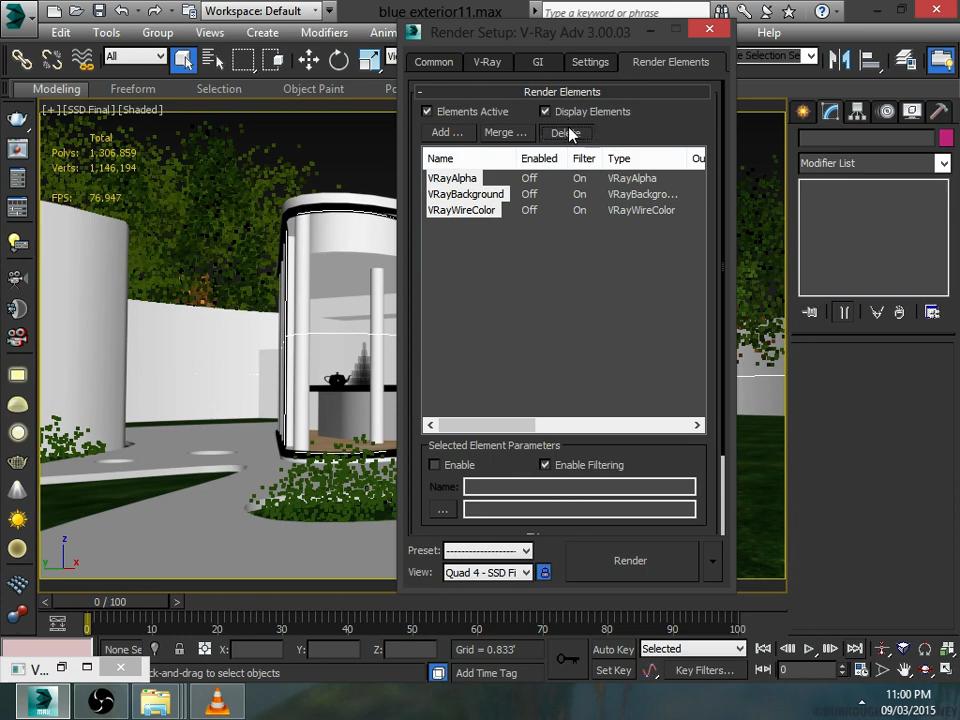 Workspace: Default
blue exterior11.max
Type a keyword or phrase
Edit Tools Group Views Create Modifiers Help
All
Modeling Freeform Selection Object Paint
[+] [SSD Final] [Shaded]
Total
Polys: 1,306,859
Verts: 1,146,194
FPS: 76.947
Render Setup: V-Ray Adv 3.00.03
Common V-Ray GI Settings Render Elements
- Render Elements
Elements Active Display Elements
Add ... Merge ... Delete
Name Enabled Filter Type Ou
VRayAlpha Off On VRayAlpha
VRayBackground Off On VRayBackgro...
VRayWireColor Off On VRayWireColor
Selected Element Parameters
Enable Enable Filtering
Name:
...
Preset: -------------------
View: Quad 4 - SSD Fi
Render
Modifier List
z
y x
0 / 100
0 10 20 30 40 50 60 70 80 90 100
None Se X: Y: Z: Grid = 0.833' Auto Key Selected
V... ck-and-drag to select objects Add Time Tag Set Key Key Filters... 0
11:00 PM
09/03/2015